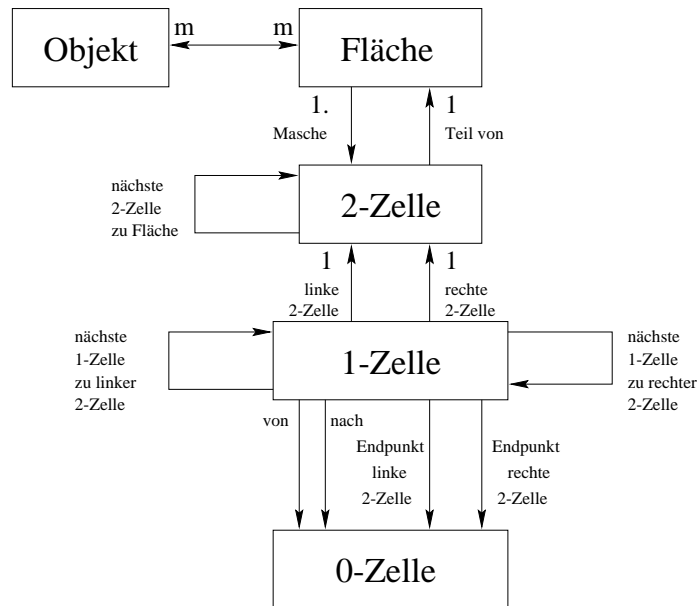 Objekt
m
m
Fläche
1.
1
Masche
Teil von
nächste
2-Zelle
zu Fläche
2-Zelle
1
1
linke
2-Zelle
rechte
2-Zelle
nächste
1-Zelle
zu linker
2-Zelle
1-Zelle
nächste
1-Zelle
zu rechter
2-Zelle
von
nach
Endpunkt
linke
2-Zelle
Endpunkt
rechte
2-Zelle
0-Zelle